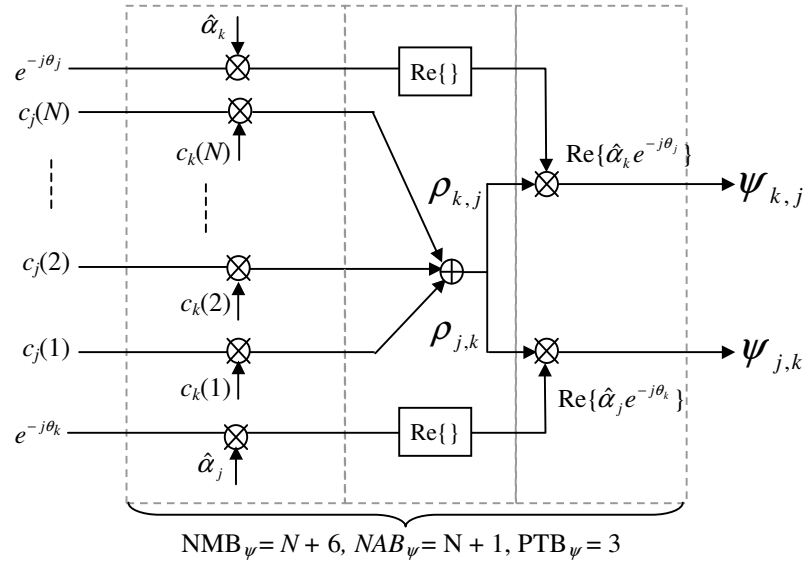 α̂ₖ
e^{-jθ_j}
Re{}
c_j(N)
c_k(N)
Re{α̂_k e^{-jθ_j}}
ρ_{k,j}
ψ_{k,j}
c_j(2)
c_k(2)
c_j(1)
ρ_{j,k}
ψ_{j,k}
c_k(1)
Re{α̂_j e^{-jθ_k}}
e^{-jθ_k}
Re{}
α̂_j
NMB_ψ = N + 6, NAB_ψ = N + 1, PTB_ψ = 3